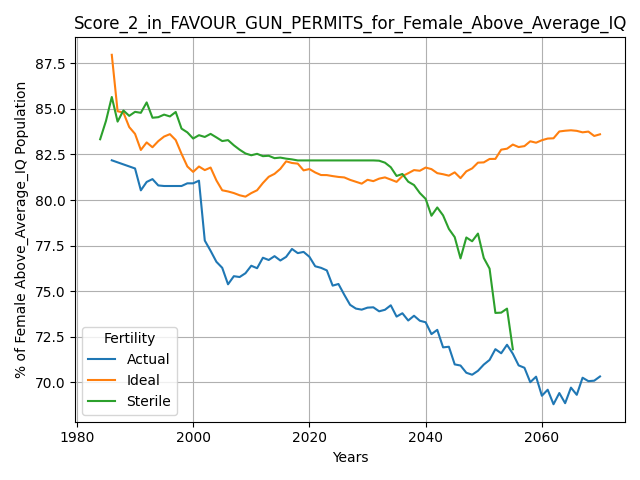 Score_2_in_FAVOUR_GUN_PERMITS_for_Female_Above_Average_IQ
% of Female Above_Average_IQ Population
87.5
85.0
82.5
80.0
77.5
75.0
72.5
70.0
Fertility
Actual
Ideal
Sterile
1980
2000
2020
2040
2060
Years